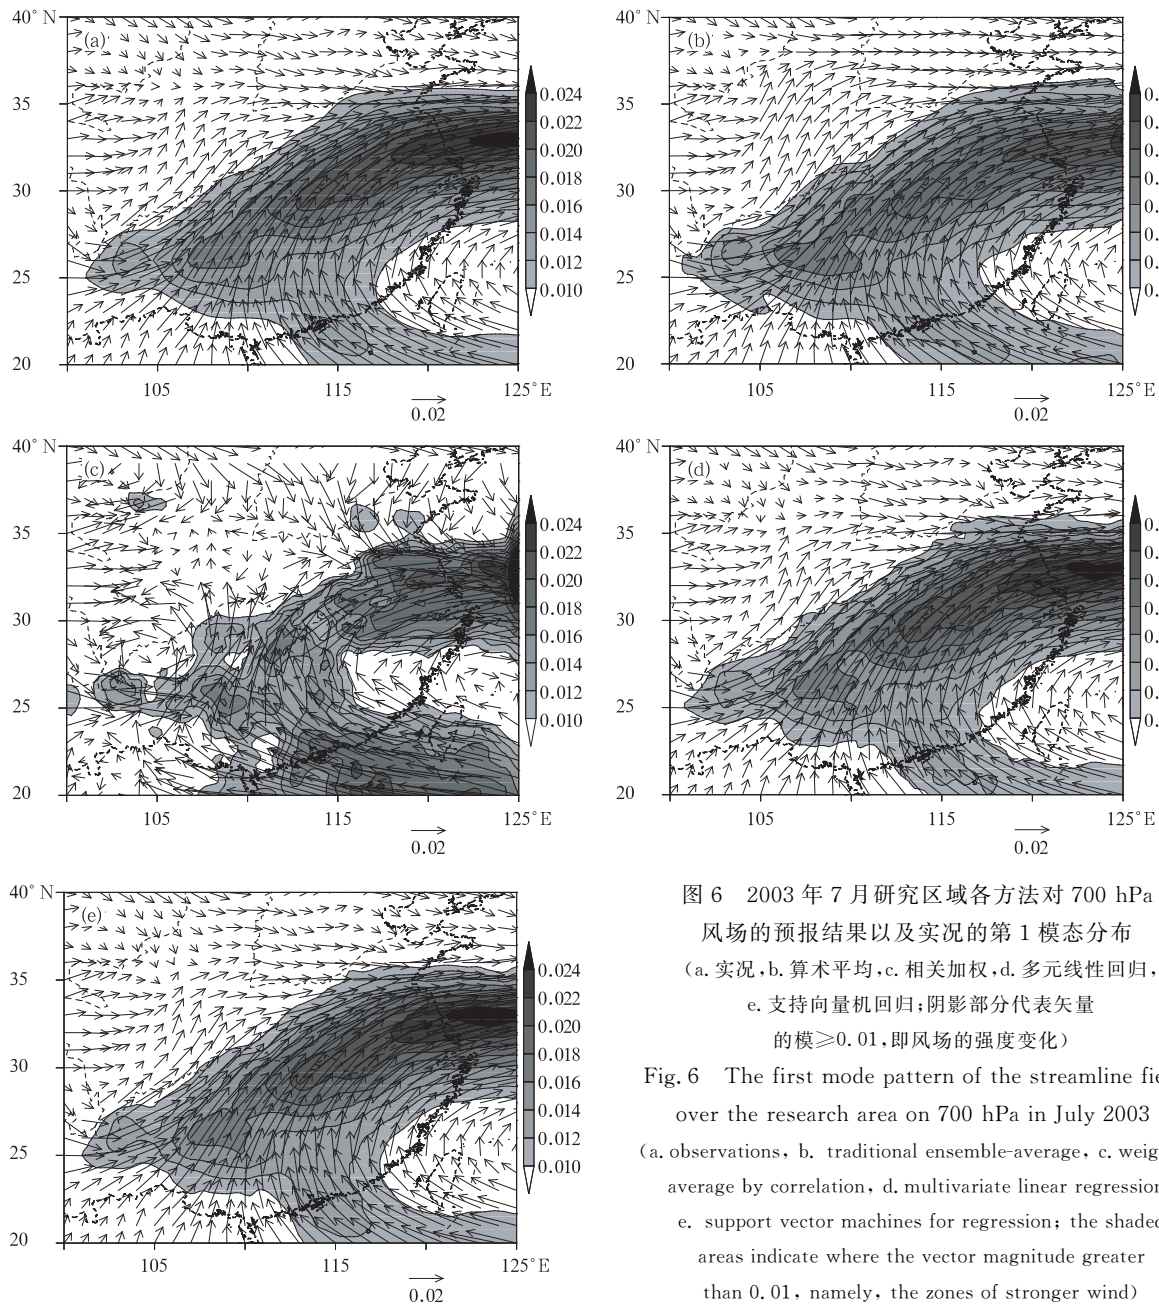 40° N
(a)
35
30
25
20
105
115
125°E
0.02
0.024
0.022
0.020
0.018
0.016
0.014
0.012
0.010
40° N
(b)
35
30
25
20
105
115
125°E
0.02
40° N
(c)
35
30
25
20
105
115
125°E
0.02
0.024
0.022
0.020
0.018
0.016
0.014
0.012
0.010
40° N
(d)
35
30
25
20
105
115
125°E
0.02
40° N
(e)
35
30
25
20
105
115
125°E
0.02
0.024
0.022
0.020
0.018
0.016
0.014
0.012
0.010
图 6 2003 年 7 月研究区域各方法对 700 hPa
风场的预报结果以及实况的第 1 模态分布
(a.实况,b.算术平均,c.相关加权,d.多元线性回归,
e.支持向量机回归;阴影部分代表矢量
的模≥0.01,即风场的强度变化)
Fig. 6 The first mode pattern of the streamline
over the research area on 700 hPa in July 2003
(a. observations, b. traditional ensemble-average, c.
average by correlation, d. multivariate linear regression
e. support vector machines for regression; the shaded
areas indicate where the vector magnitude greater
than 0.01, namely, the zones of stronger wind)